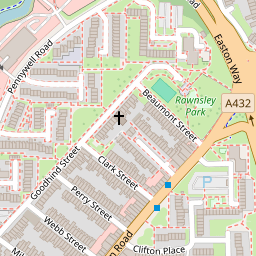 Pennywell Road
Easton Way
Rawnsley
Park
Beaumont Street
A432
Goodhind Street
Clark Street
P
Perry Street
Webb Street
Road
Clifton Place